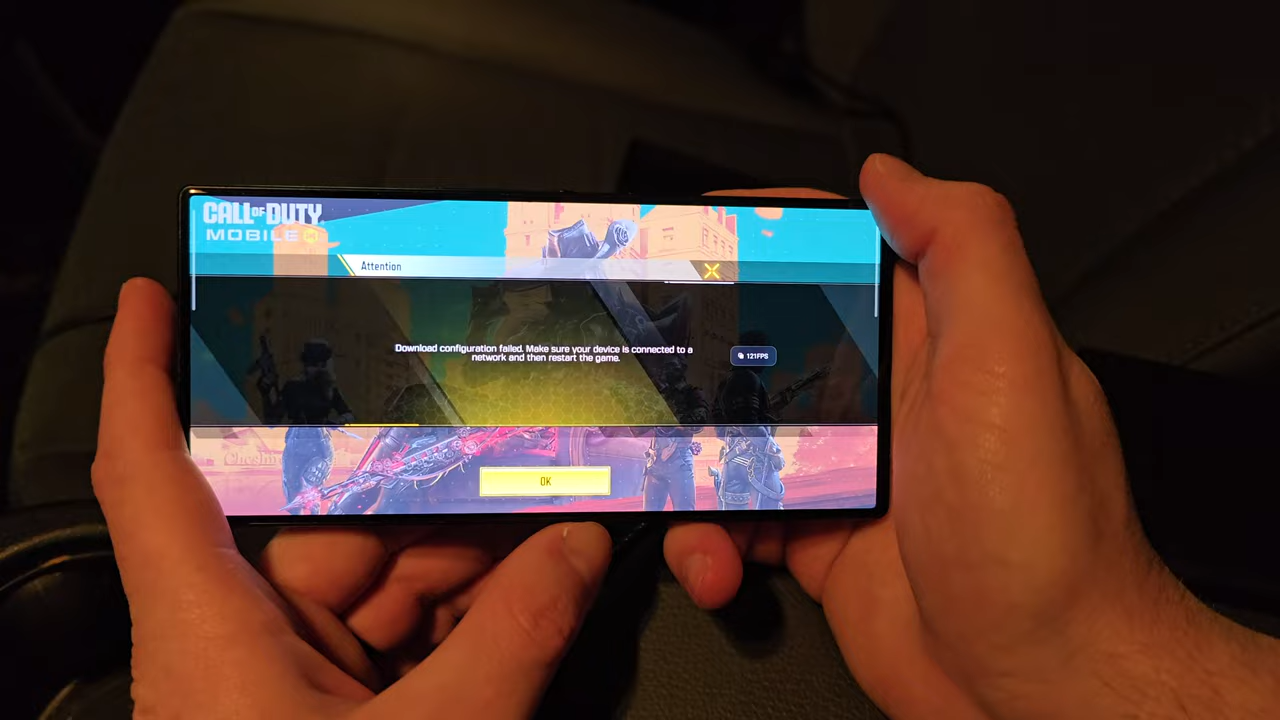 CALL OF DUTY
MOBILE
Attention
Download configuration failed. Make sure your device is connected to a
network and then restart the game.
121FPS
OK